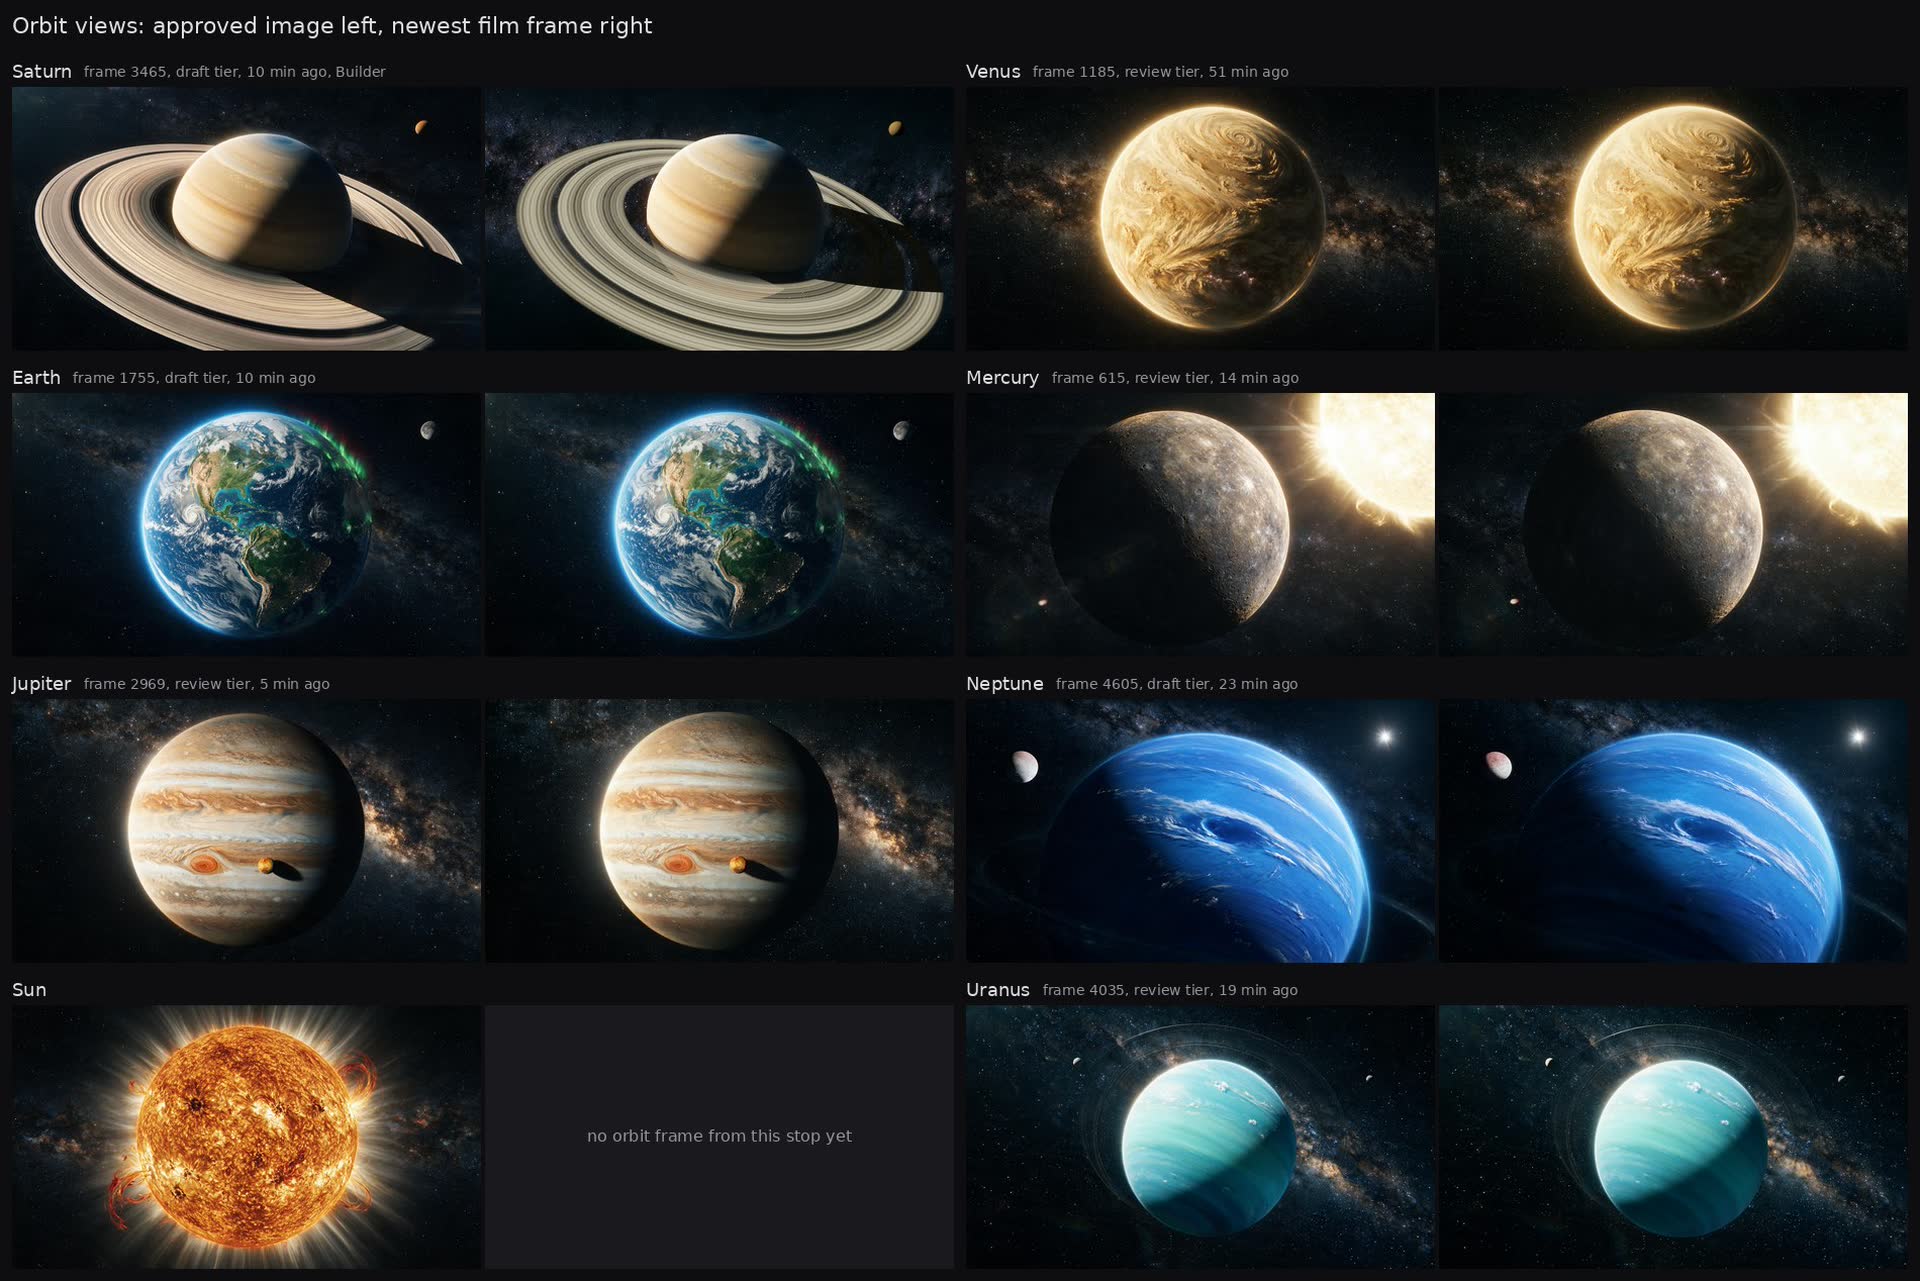 Orbit views: approved image left, newest film frame right
Saturn frame 3465, draft tier, 10 min ago, Builder
Venus frame 1185, review tier, 51 min ago
Earth frame 1755, draft tier, 10 min ago
Mercury frame 615, review tier, 14 min ago
Jupiter frame 2969, review tier, 5 min ago
Neptune frame 4605, draft tier, 23 min ago
Sun
no orbit frame from this stop yet
Uranus frame 4035, review tier, 19 min ago